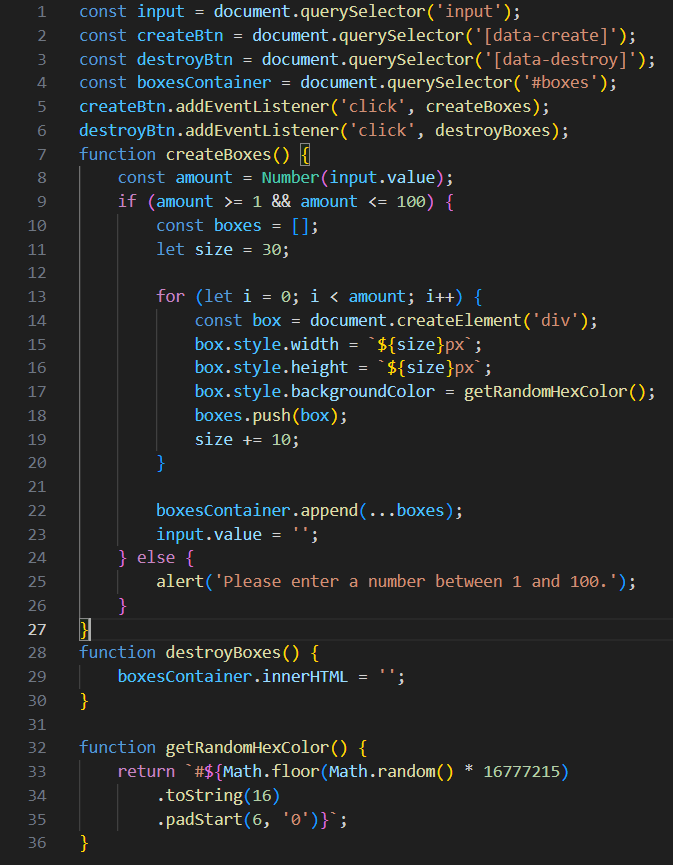 1 const input = document.querySelector('input');
2 const createBtn = document.querySelector('[data-create]');
3 const destroyBtn = document.querySelector('[data-destroy]');
4 const boxesContainer = document.querySelector('#boxes');
5 createBtn.addEventListener('click', createBoxes);
6 destroyBtn.addEventListener('click', destroyBoxes);
7 function createBoxes() {
8     const amount = Number(input.value);
9     if (amount >= 1 && amount <= 100) {
10         const boxes = [];
11         let size = 30;
12
13         for (let i = 0; i < amount; i++) {
14             const box = document.createElement('div');
15             box.style.width = `${size}px`;
16             box.style.height = `${size}px`;
17             box.style.backgroundColor = getRandomHexColor();
18             boxes.push(box);
19             size += 10;
20         }
21
22         boxesContainer.append(...boxes);
23         input.value = '';
24     } else {
25         alert('Please enter a number between 1 and 100.');
26     }
27 }
28 function destroyBoxes() {
29     boxesContainer.innerHTML = '';
30 }
31
32 function getRandomHexColor() {
33     return `#${Math.floor(Math.random() * 16777215)
34         .toString(16)
35         .padStart(6, '0')}`;
36 }